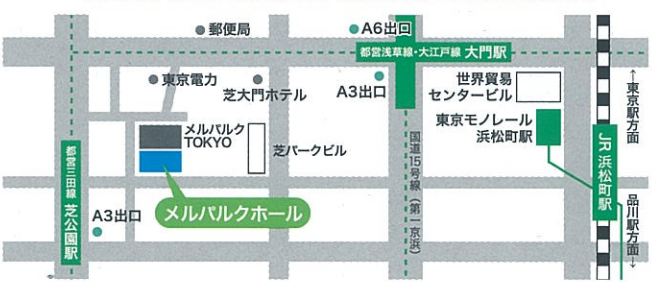 郵便局
A6出口
都営浅草線・大江戸線 大門駅
東京電力
芝大門ホテル
A3出口
世界貿易
センタービル
東京モノレール
浜松町駅
←東京駅方面
JR浜松町駅
品川駅方面→
メルパルク
TOKYO
芝パークビル
国道15号線(第一京浜)
都営三田線 芝公園駅
A3出口
メルパルクホール